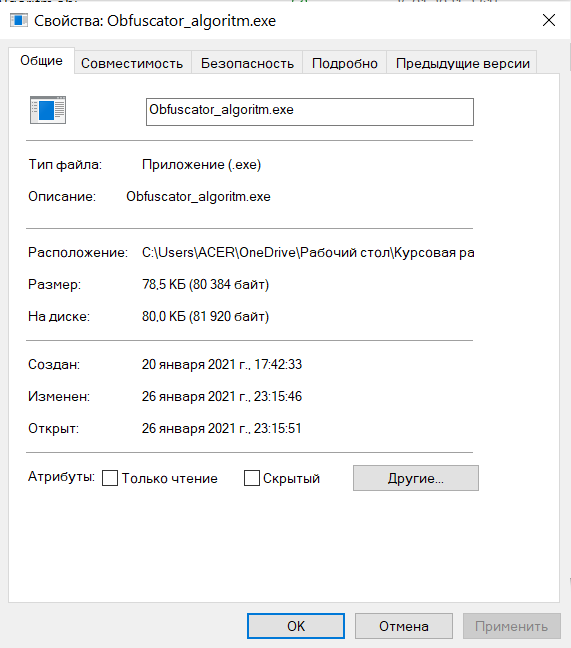 Свойства: Obfuscator_algoritm.exe
Общие Совместимость Безопасность Подробно Предыдущие версии
Obfuscator_algoritm.exe
Тип файла: Приложение (.exe)
Описание: Obfuscator_algoritm.exe
Расположение: C:\Users\ACER\OneDrive\Рабочий стол\Курсовая ра
Размер: 78,5 КБ (80 384 байт)
На диске: 80,0 КБ (81 920 байт)
Создан: 20 января 2021 г., 17:42:33
Изменен: 26 января 2021 г., 23:15:46
Открыт: 26 января 2021 г., 23:15:51
Атрибуты: Только чтение Скрытый Другие...
OK Отмена Применить